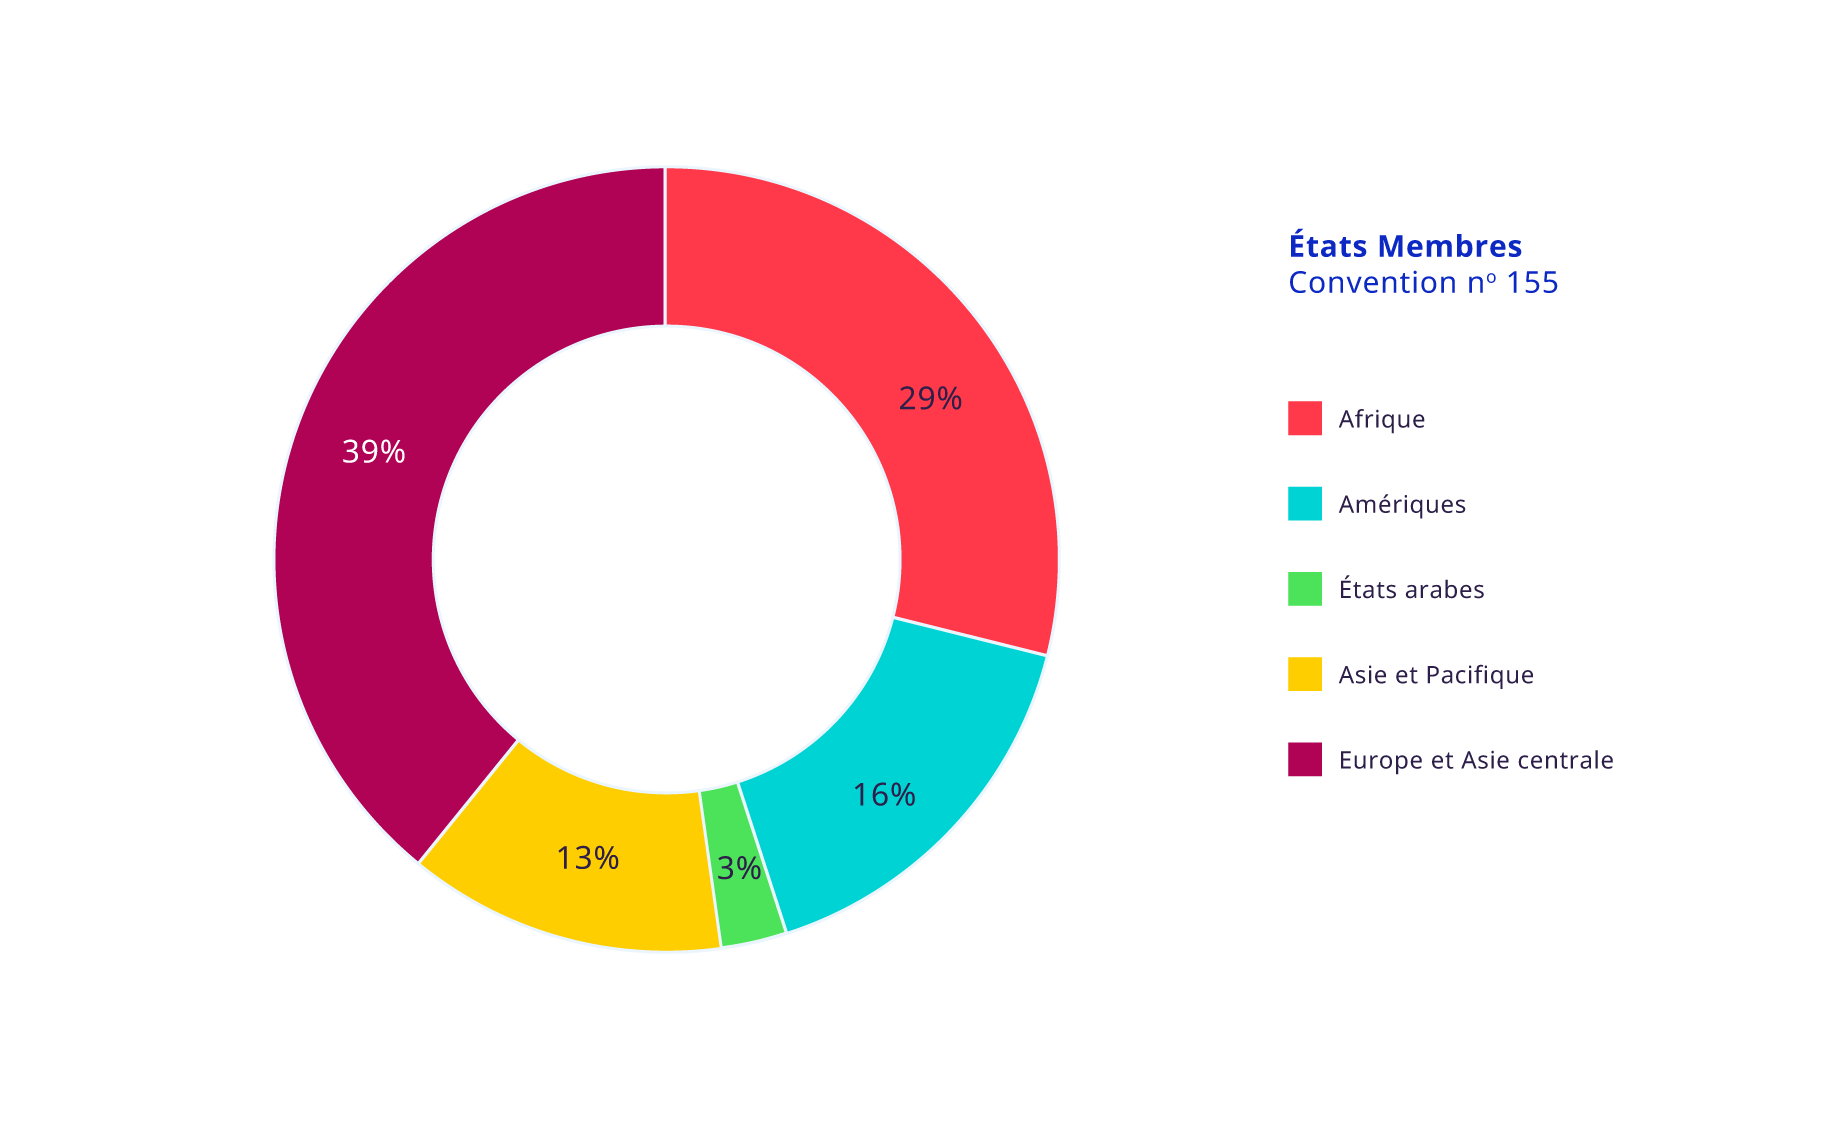 États Membres
Convention nº 155
29%
39%
Afrique
Amériques
États arabes
Asie et Pacifique
Europe et Asie centrale
16%
13%
3%